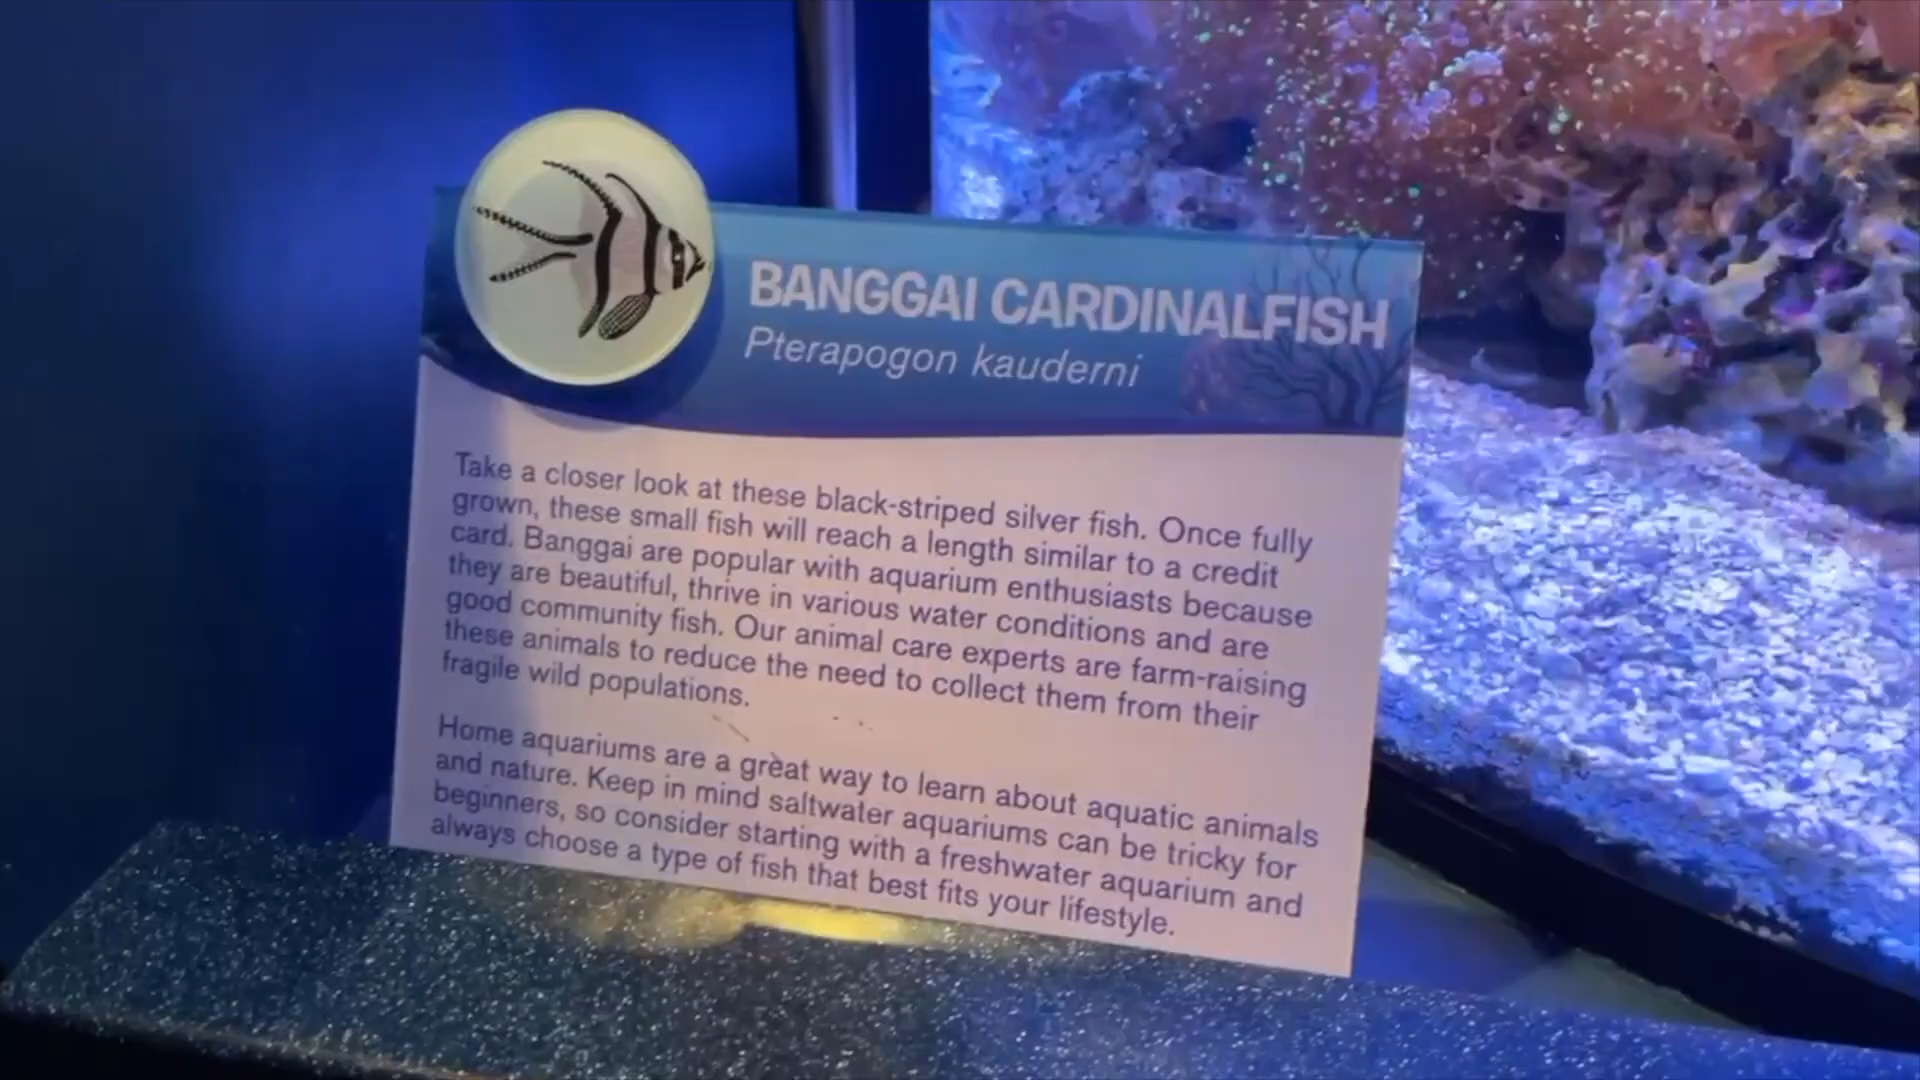 BANGGAI CARDINALFISH
Pterapogon kauderni
Take a closer look at these black-striped silver fish. Once fully
grown, these small fish will reach a length similar to a credit
card. Banggai are popular with aquarium enthusiasts because
they are beautiful, thrive in various water conditions and are
good community fish. Our animal care experts are farm-raising
these animals to reduce the need to collect them from their
fragile wild populations.
Home aquariums are a great way to learn about aquatic animals
and nature. Keep in mind saltwater aquariums can be tricky for
beginners, so consider starting with a freshwater aquarium and
always choose a type of fish that best fits your lifestyle.